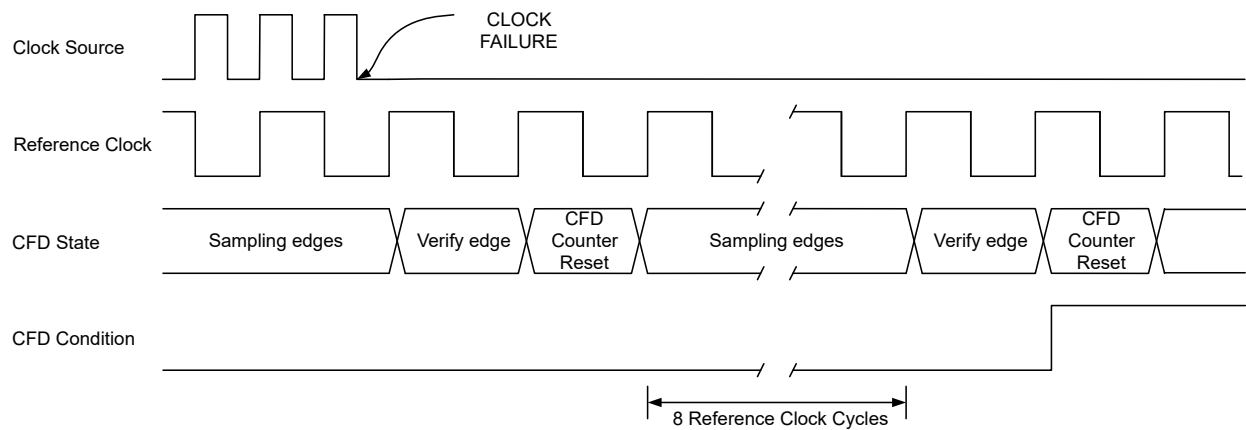 CLOCK
FAILURE
Clock Source
Reference Clock
CFD State
Sampling edges
Verify edge
CFD
Counter
Reset
Sampling edges
Verify edge
CFD
Counter
Reset
CFD Condition
8 Reference Clock Cycles